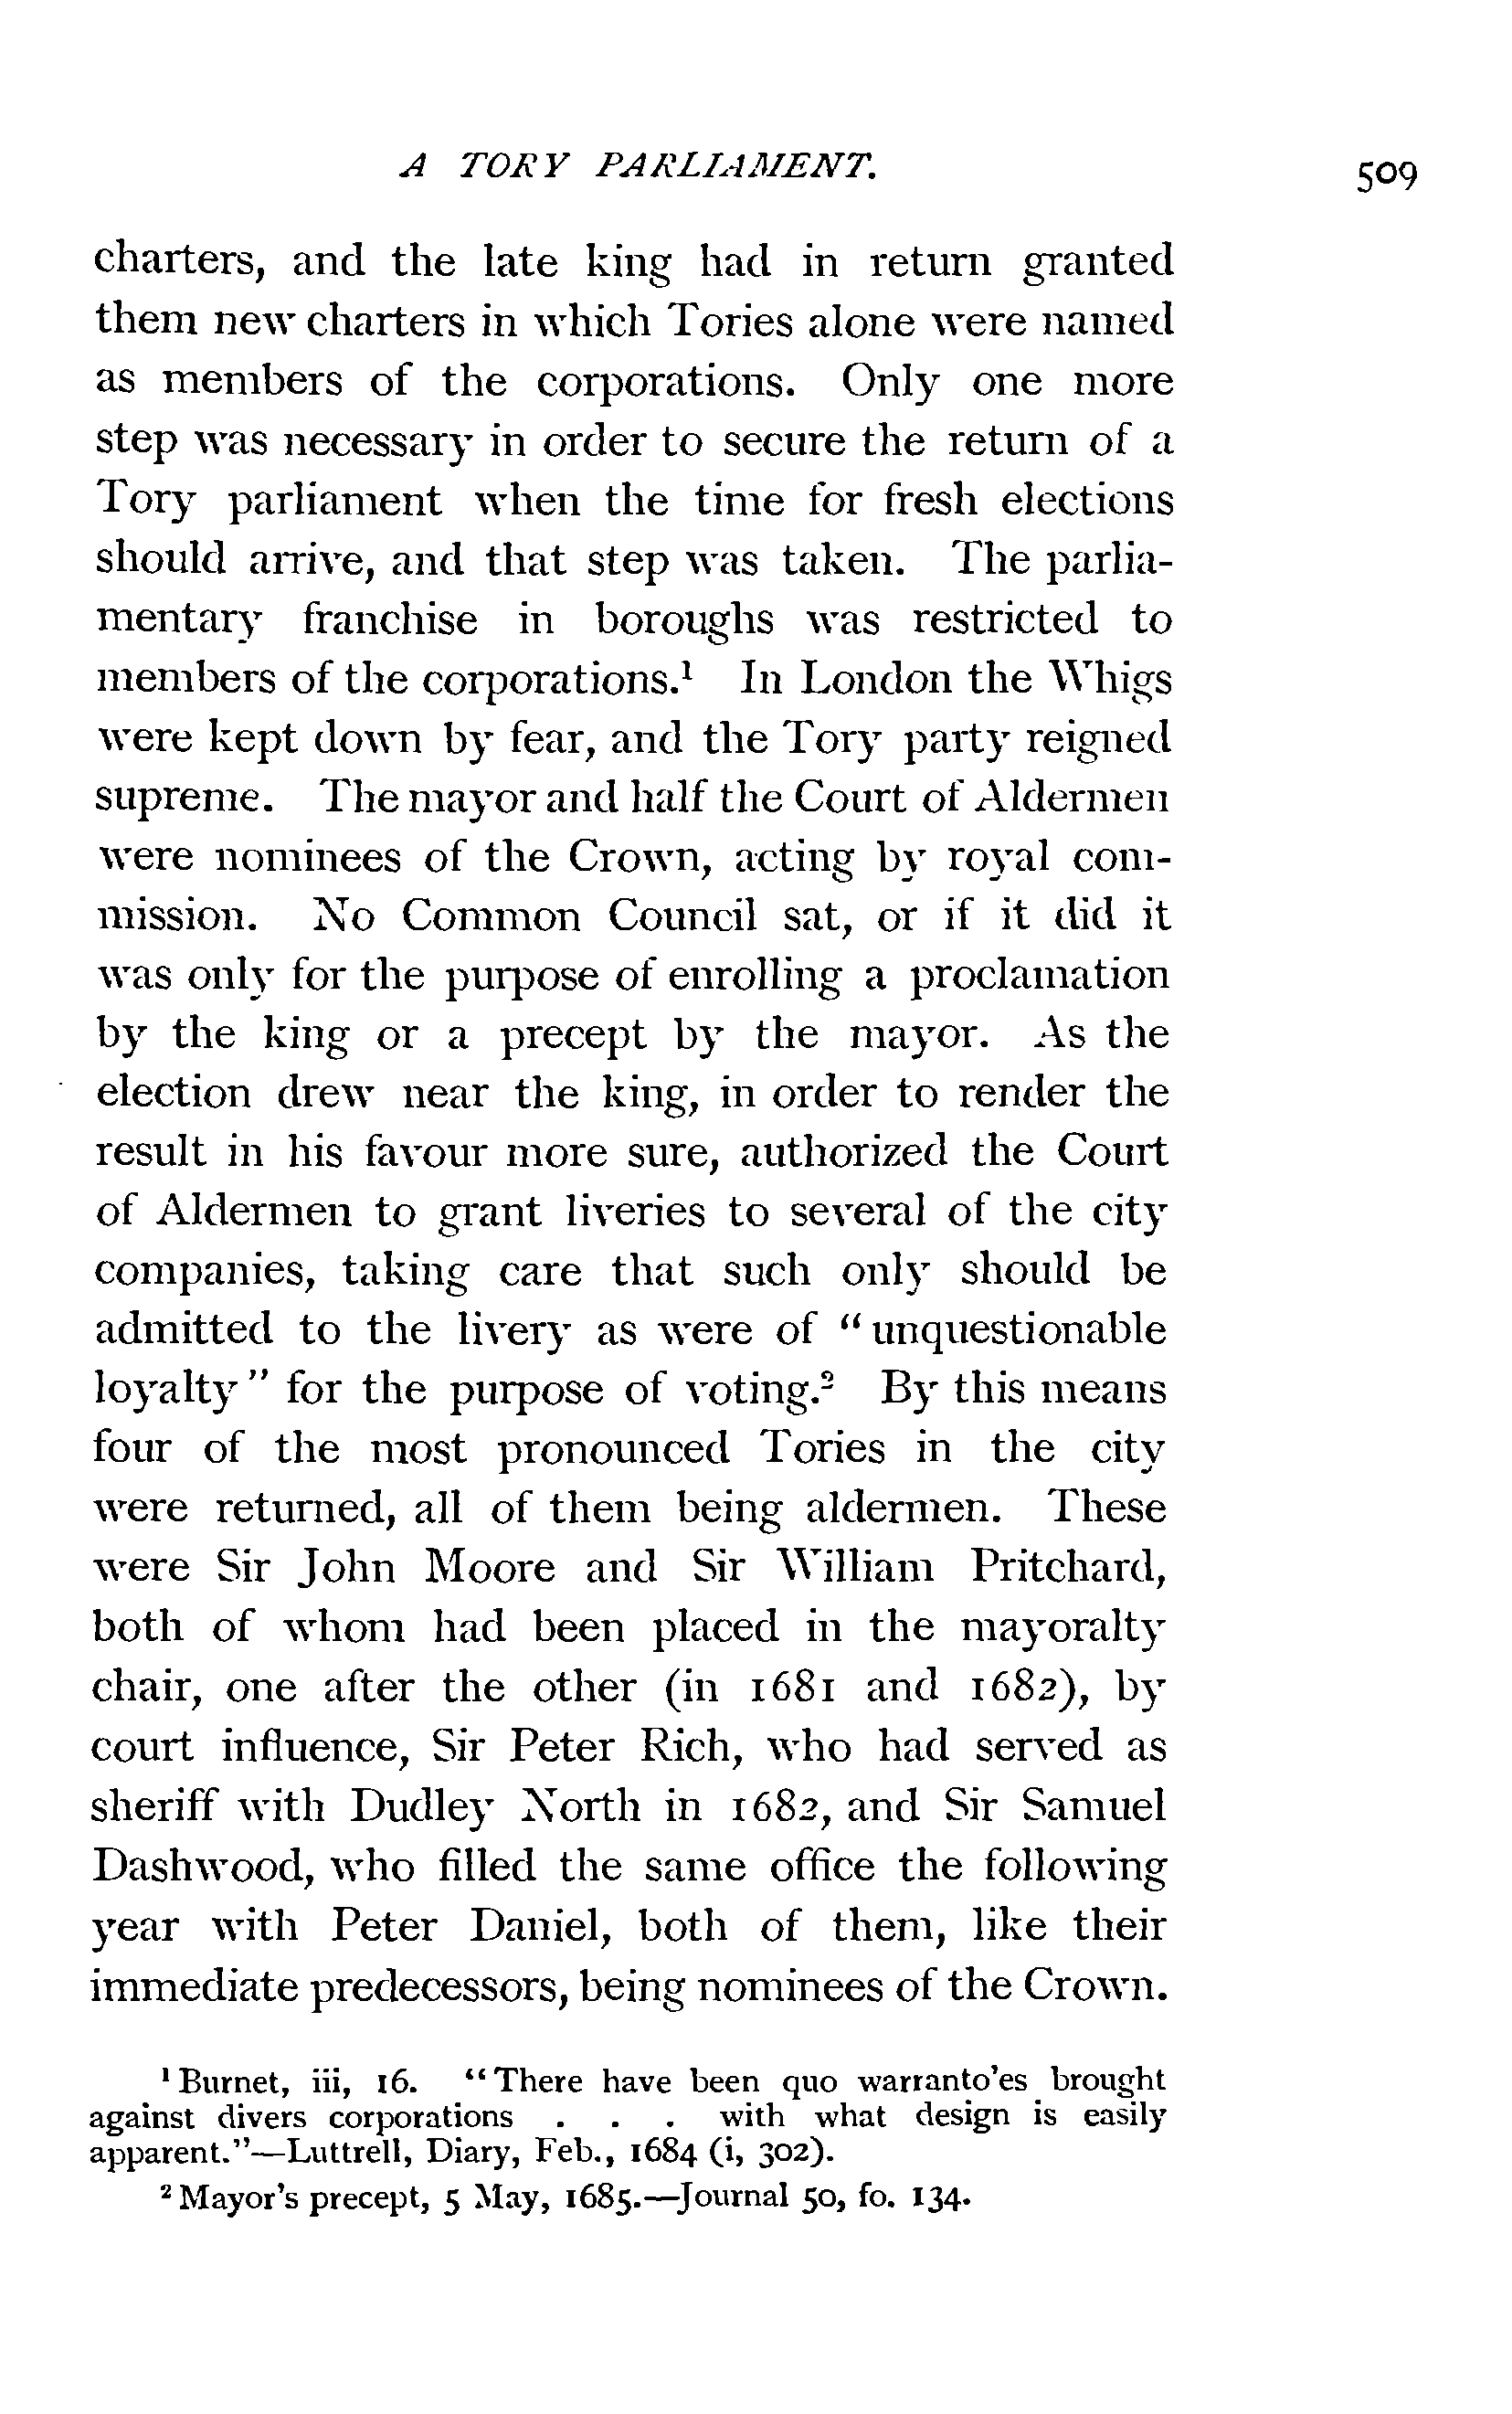 A TORY PARLIAMENT. 509
charters, and the late king had in return granted
them new charters in which Tories alone were named
as members of the corporations. Only one more
step was necessary in order to secure the return of a
Tory parliament when the time for fresh elections
should arrive, and that step was taken. The parlia-
mentary franchise in boroughs was restricted to
members of the corporations.¹ In London the Whigs
were kept down by fear, and the Tory party reigned
supreme. The mayor and half the Court of Aldermen
were nominees of the Crown, acting by royal com-
mission. No Common Council sat, or if it did it
was only for the purpose of enrolling a proclamation
by the king or a precept by the mayor. As the
election drew near the king, in order to render the
result in his favour more sure, authorized the Court
of Aldermen to grant liveries to several of the city
companies, taking care that such only should be
admitted to the livery as were of "unquestionable
loyalty" for the purpose of voting.² By this means
four of the most pronounced Tories in the city
were returned, all of them being aldermen. These
were Sir John Moore and Sir William Pritchard,
both of whom had been placed in the mayoralty
chair, one after the other (in 1681 and 1682), by
court influence, Sir Peter Rich, who had served as
sheriff with Dudley North in 1682, and Sir Samuel
Dashwood, who filled the same office the following
year with Peter Daniel, both of them, like their
immediate predecessors, being nominees of the Crown.
¹ Burnet, iii, 16. "There have been quo warranto'es brought
against divers corporations . . . with what design is easily
apparent."—Luttrell, Diary, Feb., 1684 (i, 302).
² Mayor's precept, 5 May, 1685.—Journal 50, fo. 134.